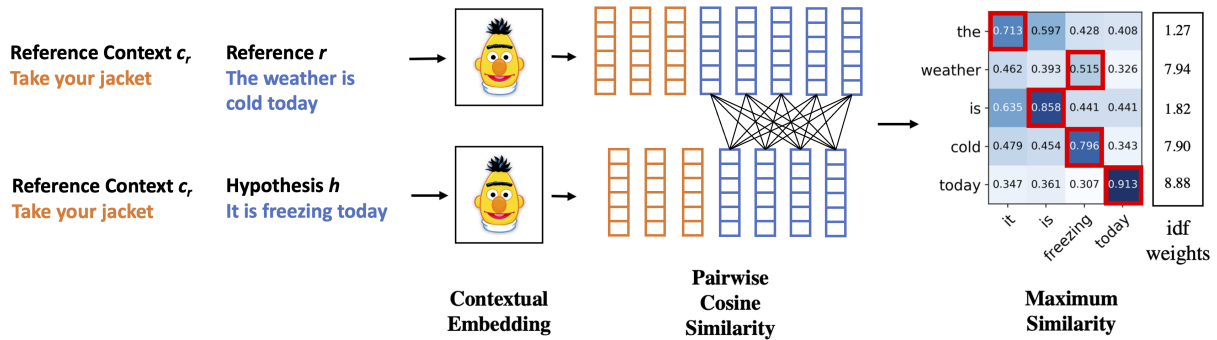 Reference Context cr
Take your jacket
Reference r
The weather is
cold today
Reference Context cr
Take your jacket
Hypothesis h
It is freezing today
Contextual
Embedding
Pairwise
Cosine
Similarity
the 0.713 0.597 0.428 0.408 1.27
weather 0.462 0.393 0.515 0.326 7.94
is 0.635 0.858 0.441 0.441 1.82
cold 0.479 0.454 0.796 0.343 7.90
today 0.347 0.361 0.307 0.913 8.88
it is freezing today
idf
weights
Maximum
Similarity